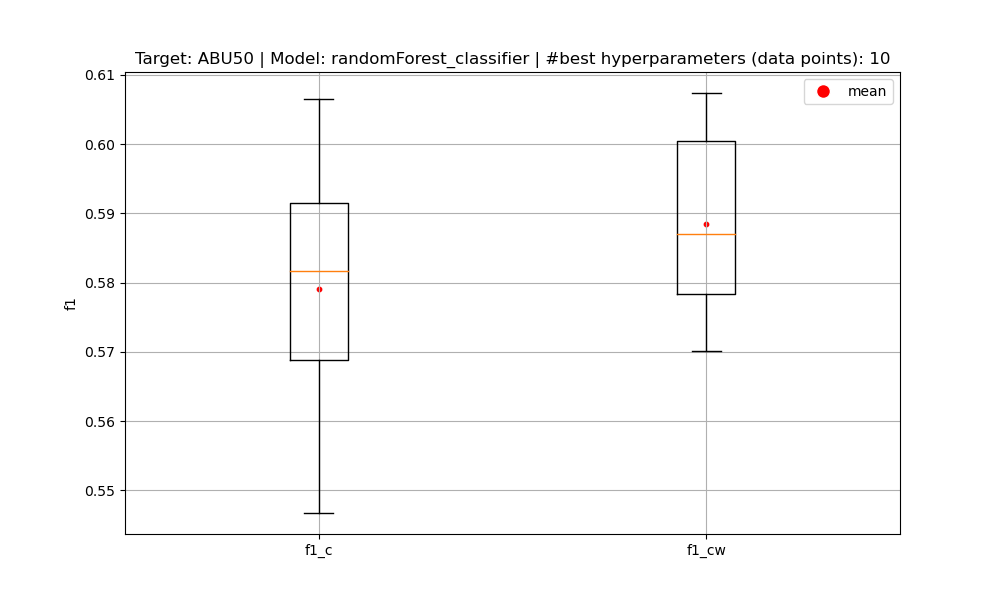 Target: ABU50 | Model: randomForest_classifier | #best hyperparameters (data points): 10
mean
0.61
0.60
0.59
0.58
0.57
0.56
0.55
f1
f1_c
f1_cw